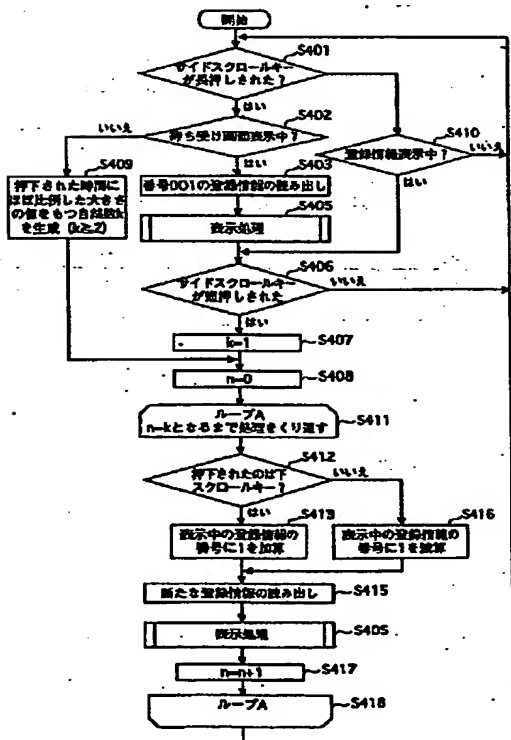 開始
S401
サイドスクロールキー
が長押しされた?
はい
S402
いいえ
待ち受け画面表示中?
S410
登録情報表示中?
いいえ
S409
はい
S403
押下された時間に
ほぼ比例した大きさ
の値をもつ自然数k
を生成 (k≥2)
番号001の登録情報の読み出し
はい
S405
表示処理
S406
サイドスクロールキー
が短押しされた
いいえ
はい
k=1
S407
n=0
S408
ループA
n=kとなるまで処理をくり返す
S411
S412
押下されたのは下
スクロールキー?
いいえ
はい
S413
S416
表示中の登録情報の
番号に1を加算
表示中の登録情報の
番号に1を減算
新たな登録情報の読み出し
S415
表示処理
S405
n=n+1
S417
ループA
S418